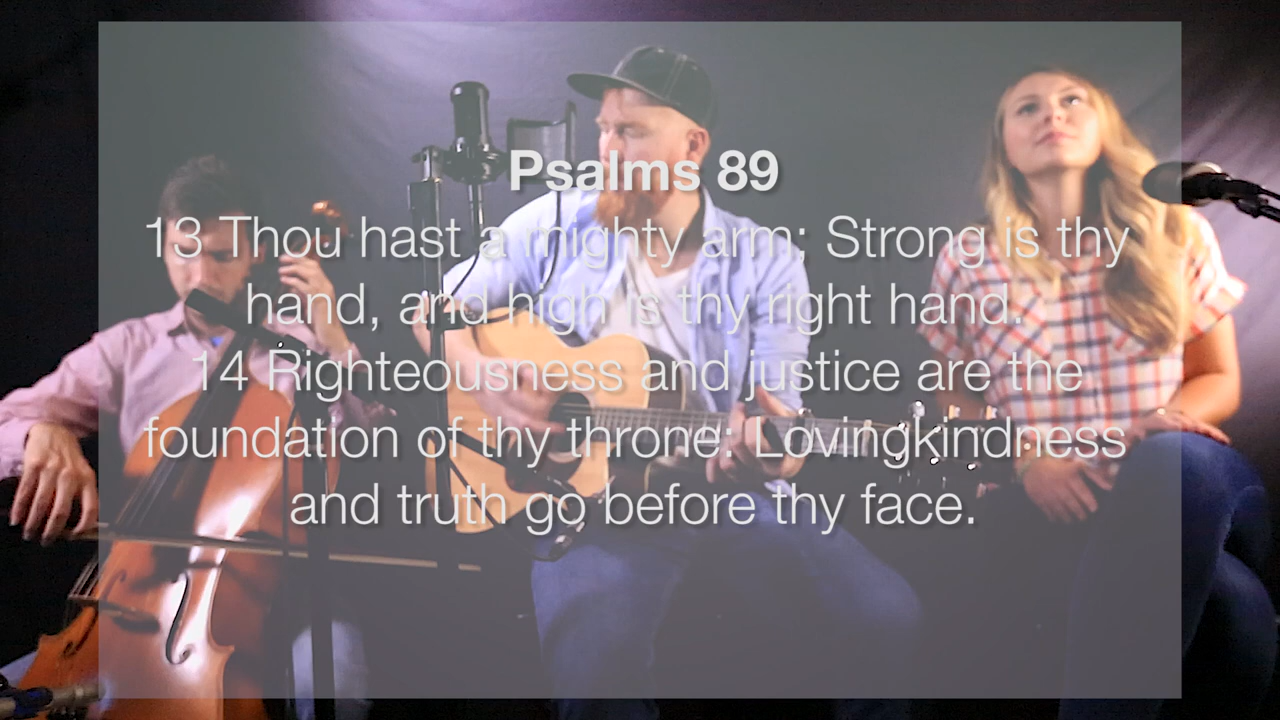 Psalms 89
13 Thou hast a mighty arm; Strong is thy
hand, and high is thy right hand.
14 Righteousness and justice are the
foundation of thy throne: Lovingkindness
and truth go before thy face.